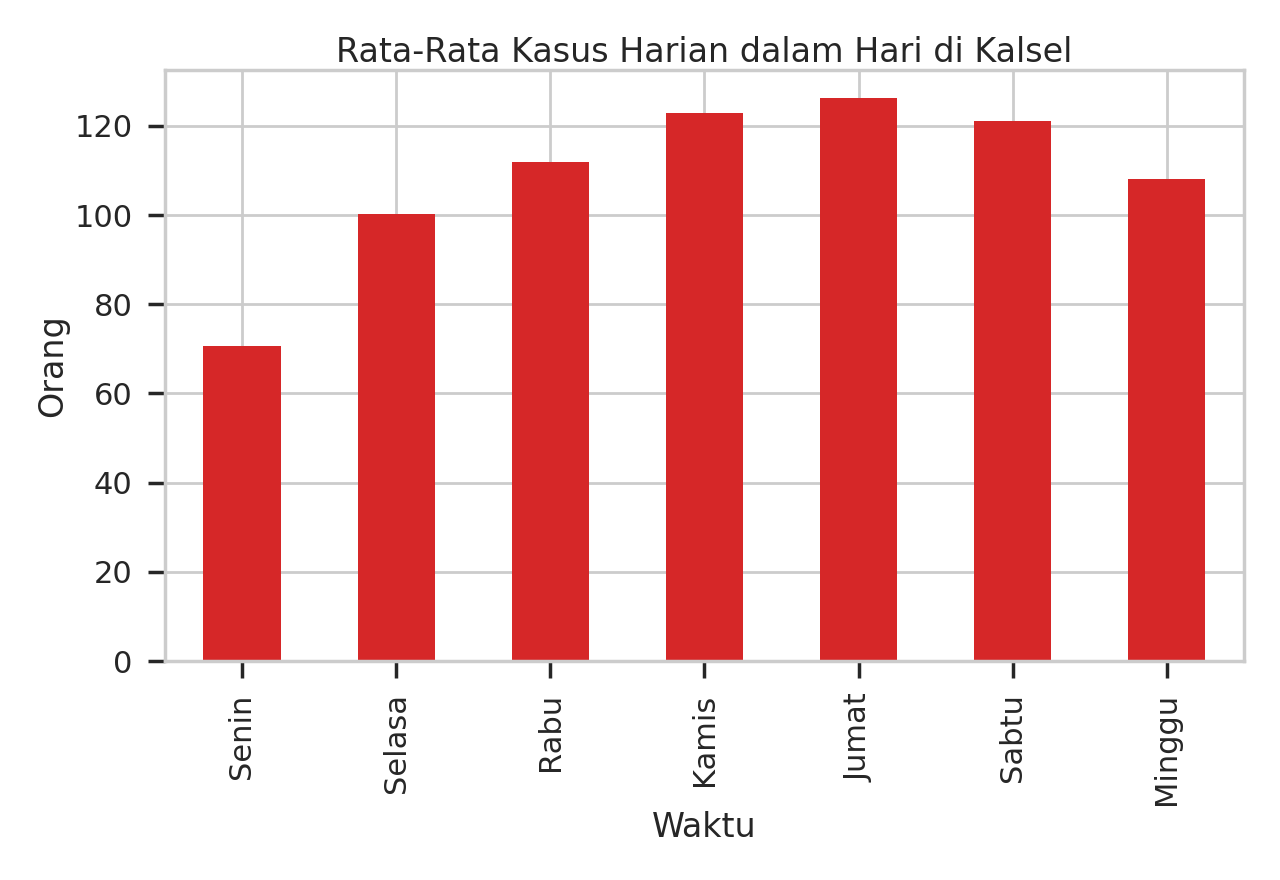 Rata-Rata Kasus Harian dalam Hari di Kalsel
Orang
120
100
80
60
40
20
0
Senin
Selasa
Rabu
Kamis
Jumat
Sabtu
Minggu
Waktu